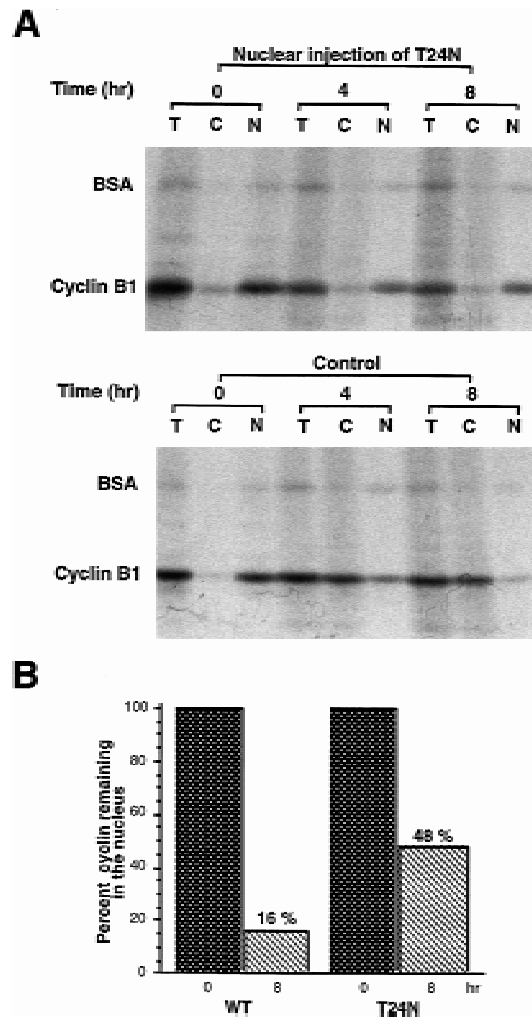 A
Nuclear injection of T24N
Time (hr) 0 4 8
T C N T C N T C N
BSA
Cyclin B1
Control
Time (hr) 0 4 8
T C N T C N T C N
BSA
Cyclin B1
B
Percent cyclin remaining
in the nucleus
100
80
60
40
20
0
16 %
48 %
0 8 0 8 hr
WT T24N